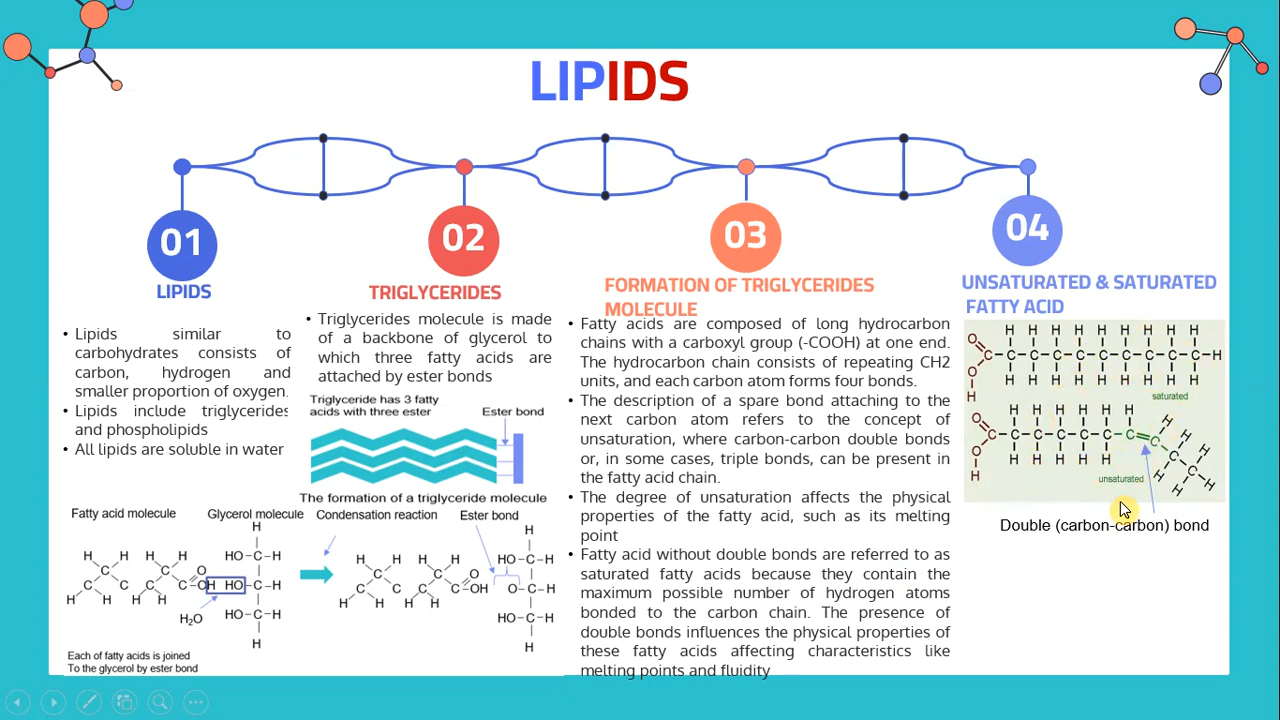 LIPIDS
01
LIPIDS
• Lipids similar to
carbohydrates consists of
carbon, hydrogen and
smaller proportion of oxygen.
• Lipids include triglycerides
and phospholipids
• All lipids are soluble in water
02
TRIGLYCERIDES
• Triglycerides molecule is made
of a backbone of glycerol to
which three fatty acids are
attached by ester bonds
Triglyceride has 3 fatty
acids with three ester
Ester bond
The formation of a triglyceride molecule
Fatty acid molecule
Glycerol molecule
Condensation reaction
Ester bond
H H H H
C C C C
H H H H
O
OH
H
HO-C-H
HO-C-H
HO-C-H
H
H2O
H H H H
C C C C
H H H H
O
OH
H
HO-C-H
O-C-H
HO-C-H
H
Each of fatty acids is joined
To the glycerol by ester bond
03
FORMATION OF TRIGLYCERIDES
MOLECULE
• Fatty acids are composed of long hydrocarbon
chains with a carboxyl group (-COOH) at one end.
The hydrocarbon chain consists of repeating CH2
units, and each carbon atom forms four bonds.
• The description of a spare bond attaching to the
next carbon atom refers to the concept of
unsaturation, where carbon-carbon double bonds
or, in some cases, triple bonds, can be present in
the fatty acid chain.
• The degree of unsaturation affects the physical
properties of the fatty acid, such as its melting
point
• Fatty acid without double bonds are referred to as
saturated fatty acids because they contain the
maximum possible number of hydrogen atoms
bonded to the carbon chain. The presence of
double bonds influences the physical properties of
these fatty acids affecting characteristics like
melting points and fluidity
04
UNSATURATED & SATURATED
FATTY ACID
H H H H H H H H H
O
C-C-C-C-C-C-C-C-C-C-H
O
H H H H H H H H H
H
saturated
H H H H H H H
O
C-C-C-C-C-C-C=C
O
H H H H H
H
C C H H H H H
unsaturated
Double (carbon-carbon) bond